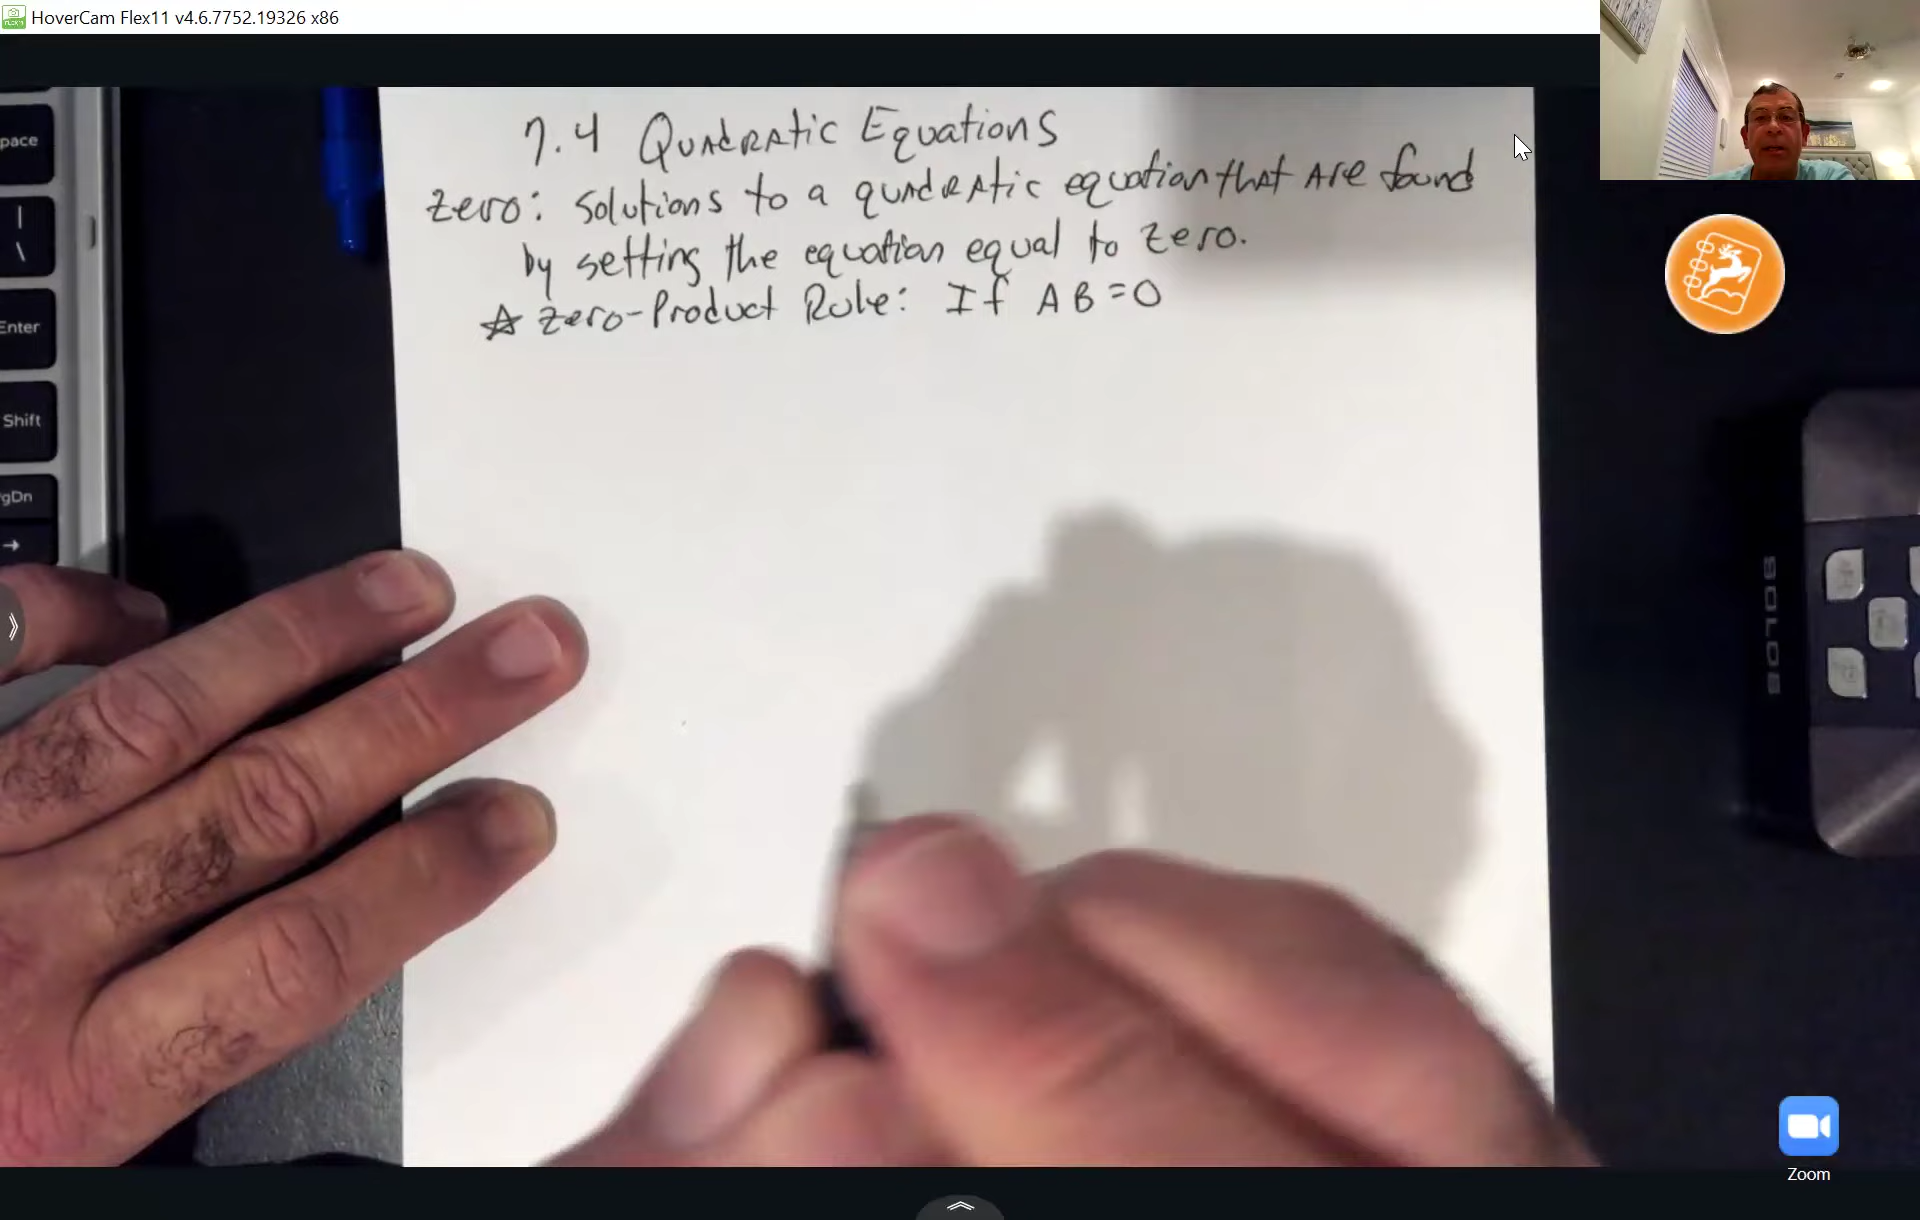 HoverCam Flex11 v4.6.7752.19326 x86
7.4 Quadratic Equations
Zero: Solutions to a quadratic equation that are found
by setting the equation equal to zero.
☆ Zero-Product Rule: If AB=0
pace
|
\
Enter
Shift
gDn
→
BOLOS
Zoom